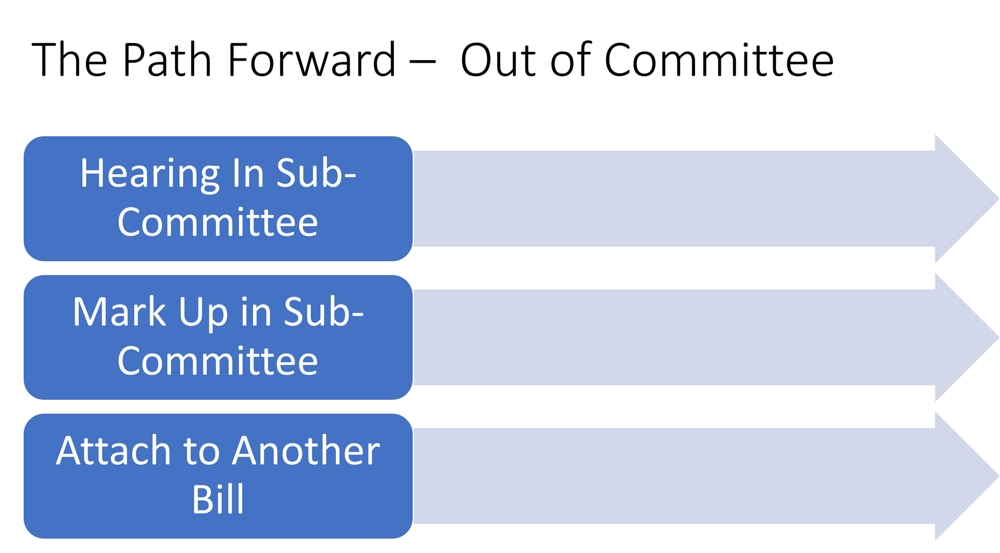 The Path Forward –  Out of Committee
Hearing In Sub-
Committee
Mark Up in Sub-
Committee
Attach to Another
Bill